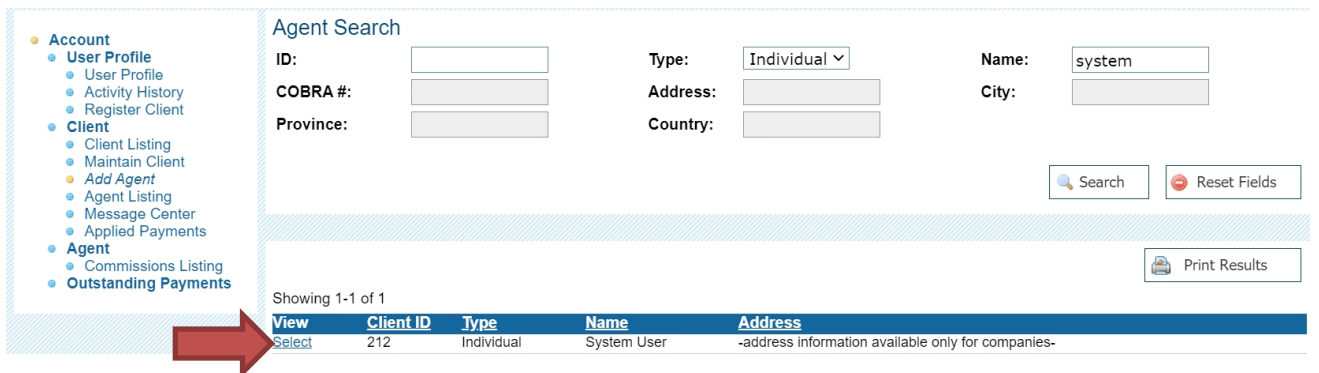 Account
User Profile
User Profile
Activity History
Register Client
Client
Client Listing
Maintain Client
Add Agent
Agent Listing
Message Center
Applied Payments
Agent
Commissions Listing
Outstanding Payments
Agent Search
ID: Type: Individual Name: system
COBRA #: Address: City:
Province: Country:
Search Reset Fields
Print Results
Showing 1-1 of 1
View Client ID Type Name Address
Select 212 Individual System User -address information available only for companies-